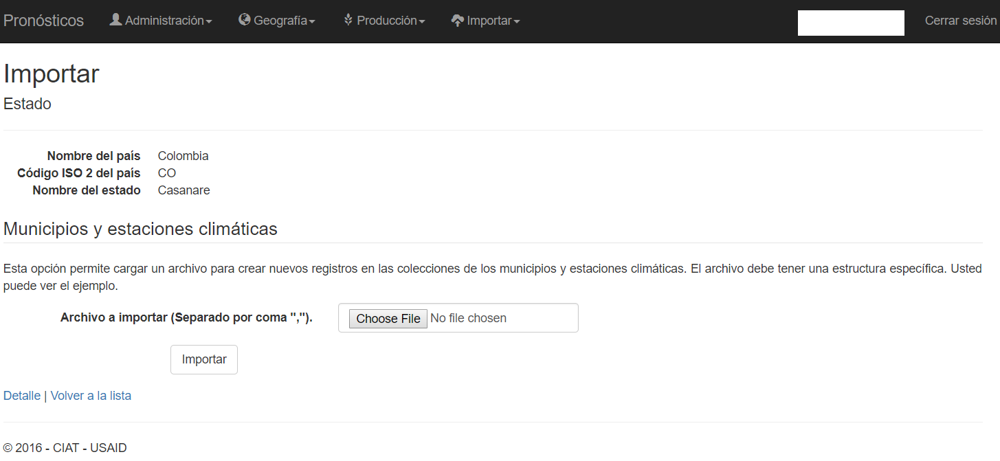 Pronósticos Administración Geografía Producción Importar Cerrar sesión
Importar
Estado
Nombre del país Colombia
Código ISO 2 del país CO
Nombre del estado Casanare
Municipios y estaciones climáticas
Esta opción permite cargar un archivo para crear nuevos registros en las colecciones de los municipios y estaciones climáticas. El archivo debe tener una estructura específica. Usted
puede ver el ejemplo.
Archivo a importar (Separado por coma ","). Choose File No file chosen
Importar
Detalle | Volver a la lista
© 2016 - CIAT - USAID